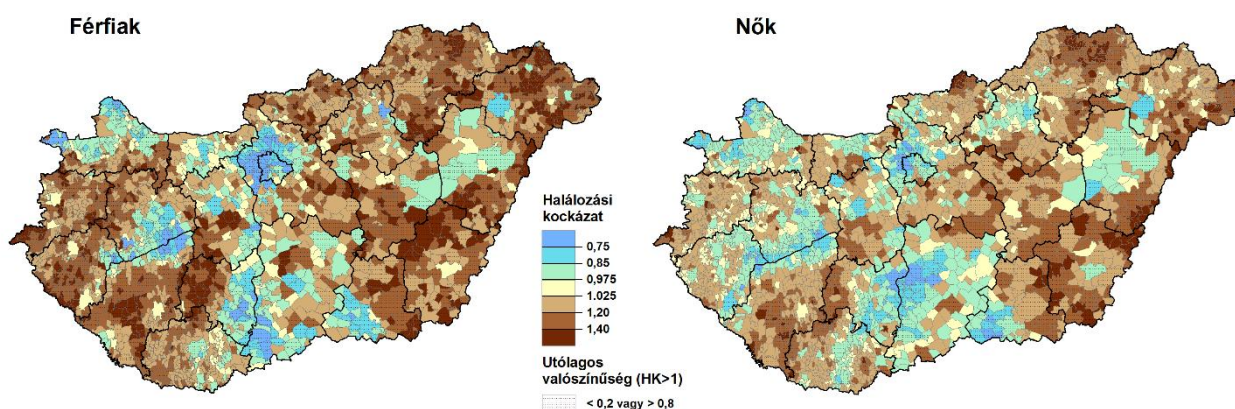 Férfiak
Nők
Halálozási
kockázat
0,75
0,85
0,975
1.025
1,20
1,40
Utólagos
valószínűség (HK>1)
< 0,2 vagy > 0,8